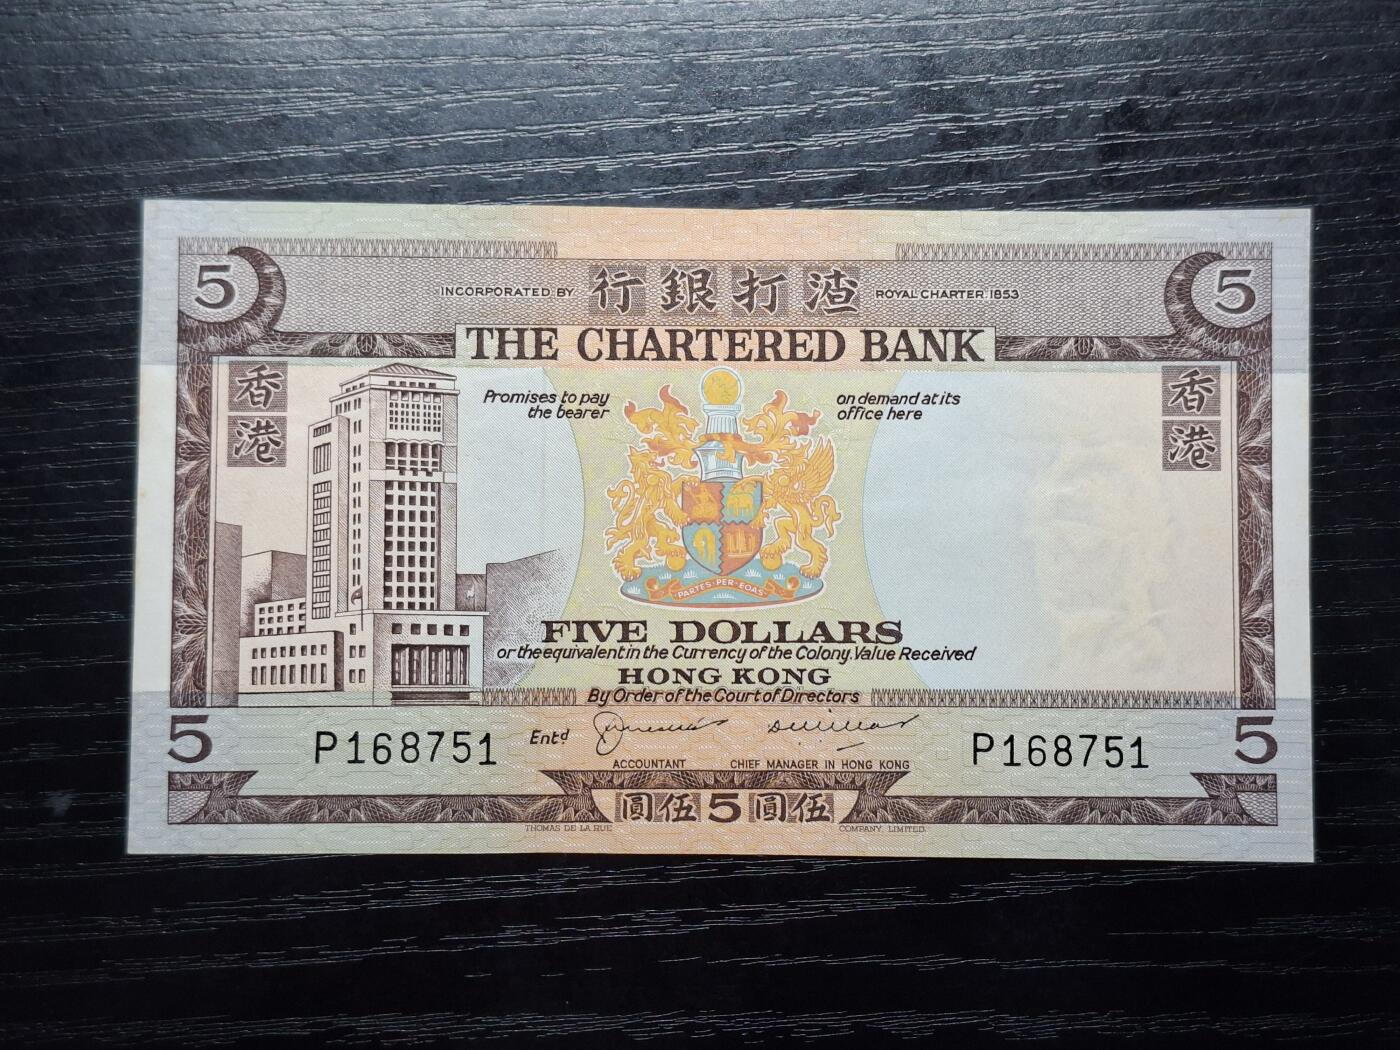 5 INCORPORATED BY 行銀打渣 ROYAL CHARTER 1853 5
THE CHARTERED BANK
香港 香港
Promises to pay on demand at its
the bearer office here
PARTES·PER·EOAS
FIVE DOLLARS
or the equivalent in the Currency of the Colony. Value Received
HONG KONG
By Order of the Court of Directors
5 P168751 Entd P168751 5
ACCOUNTANT CHIEF MANAGER IN HONG KONG
圓伍5圓伍
THOMAS DE LA RUE COMPANY, LIMITED.